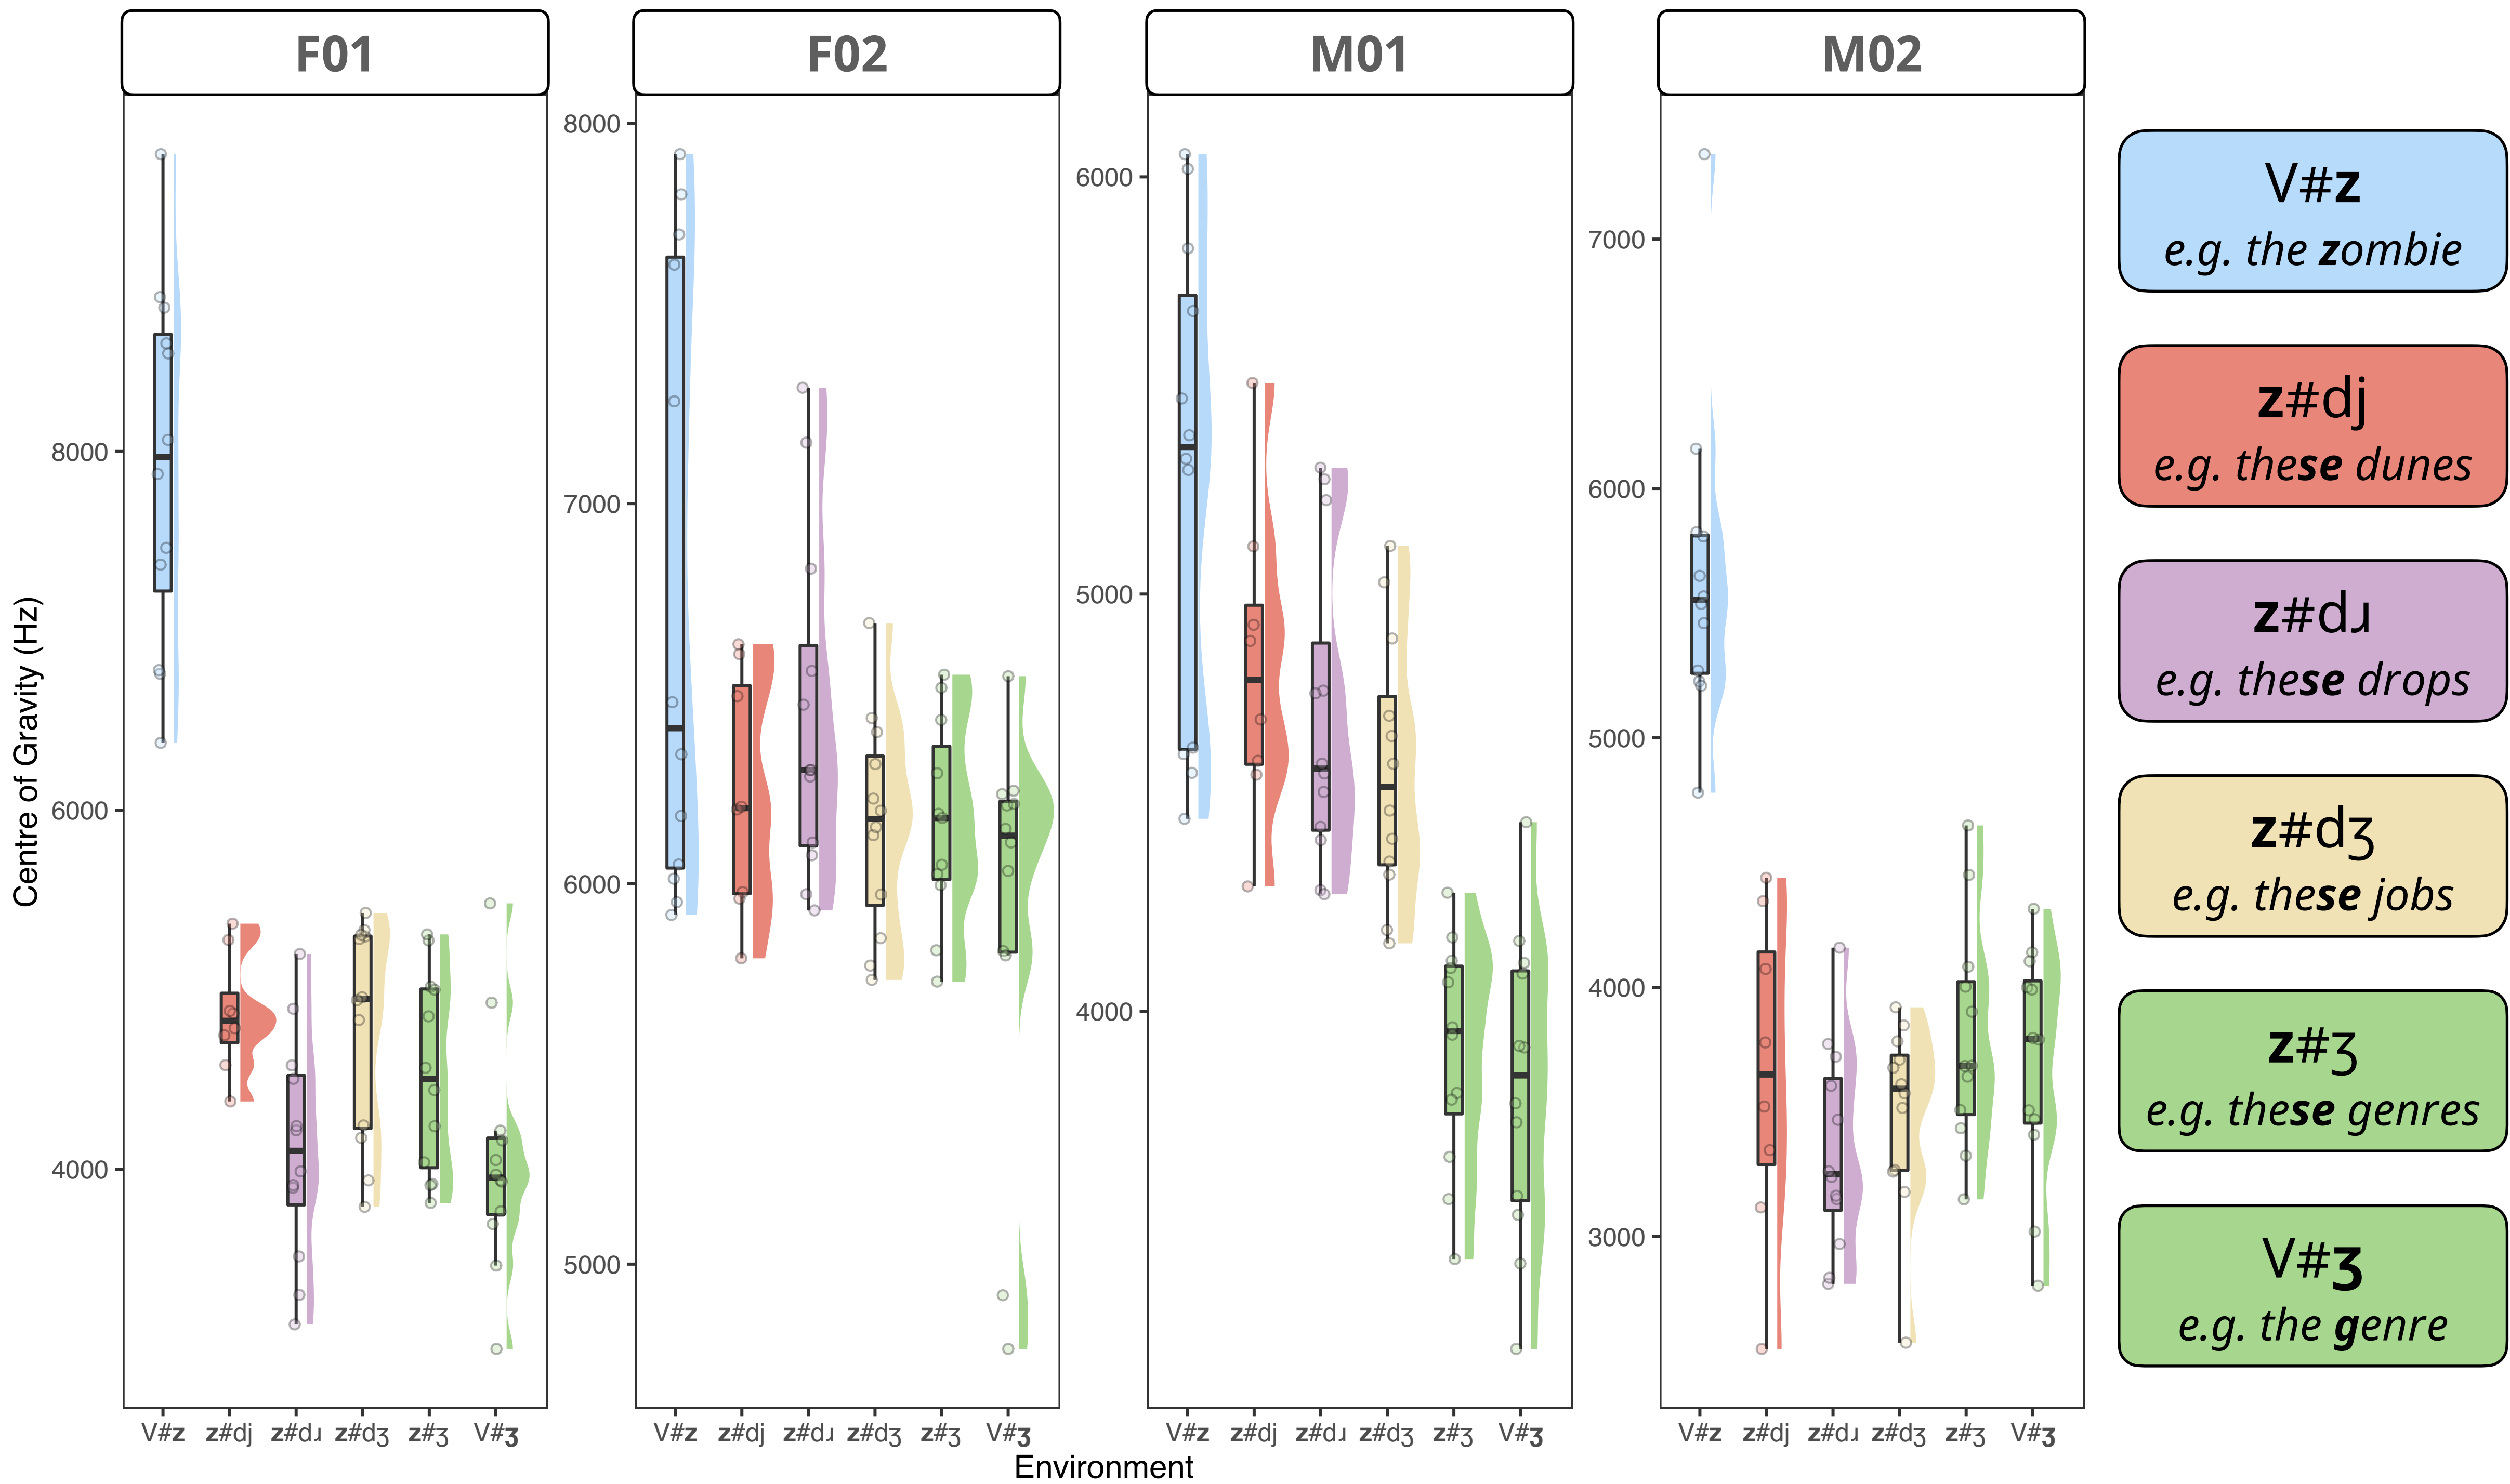 F01
F02
M01
M02
Centre of Gravity (Hz)
8000
6000
4000
8000
7000
6000
5000
6000
5000
4000
7000
6000
5000
4000
3000
V#z
z#dj
z#dɹ
z#dʒ
z#ʒ
V#ʒ
V#z
z#dj
z#dɹ
z#dʒ
z#ʒ
V#ʒ
V#z
z#dj
z#dɹ
z#dʒ
z#ʒ
V#ʒ
V#z
z#dj
z#dɹ
z#dʒ
z#ʒ
V#ʒ
Environment
V#z
e.g. the zombie
z#dj
e.g. these dunes
z#dɹ
e.g. these drops
z#dʒ
e.g. these jobs
z#ʒ
e.g. these genres
V#ʒ
e.g. the genre